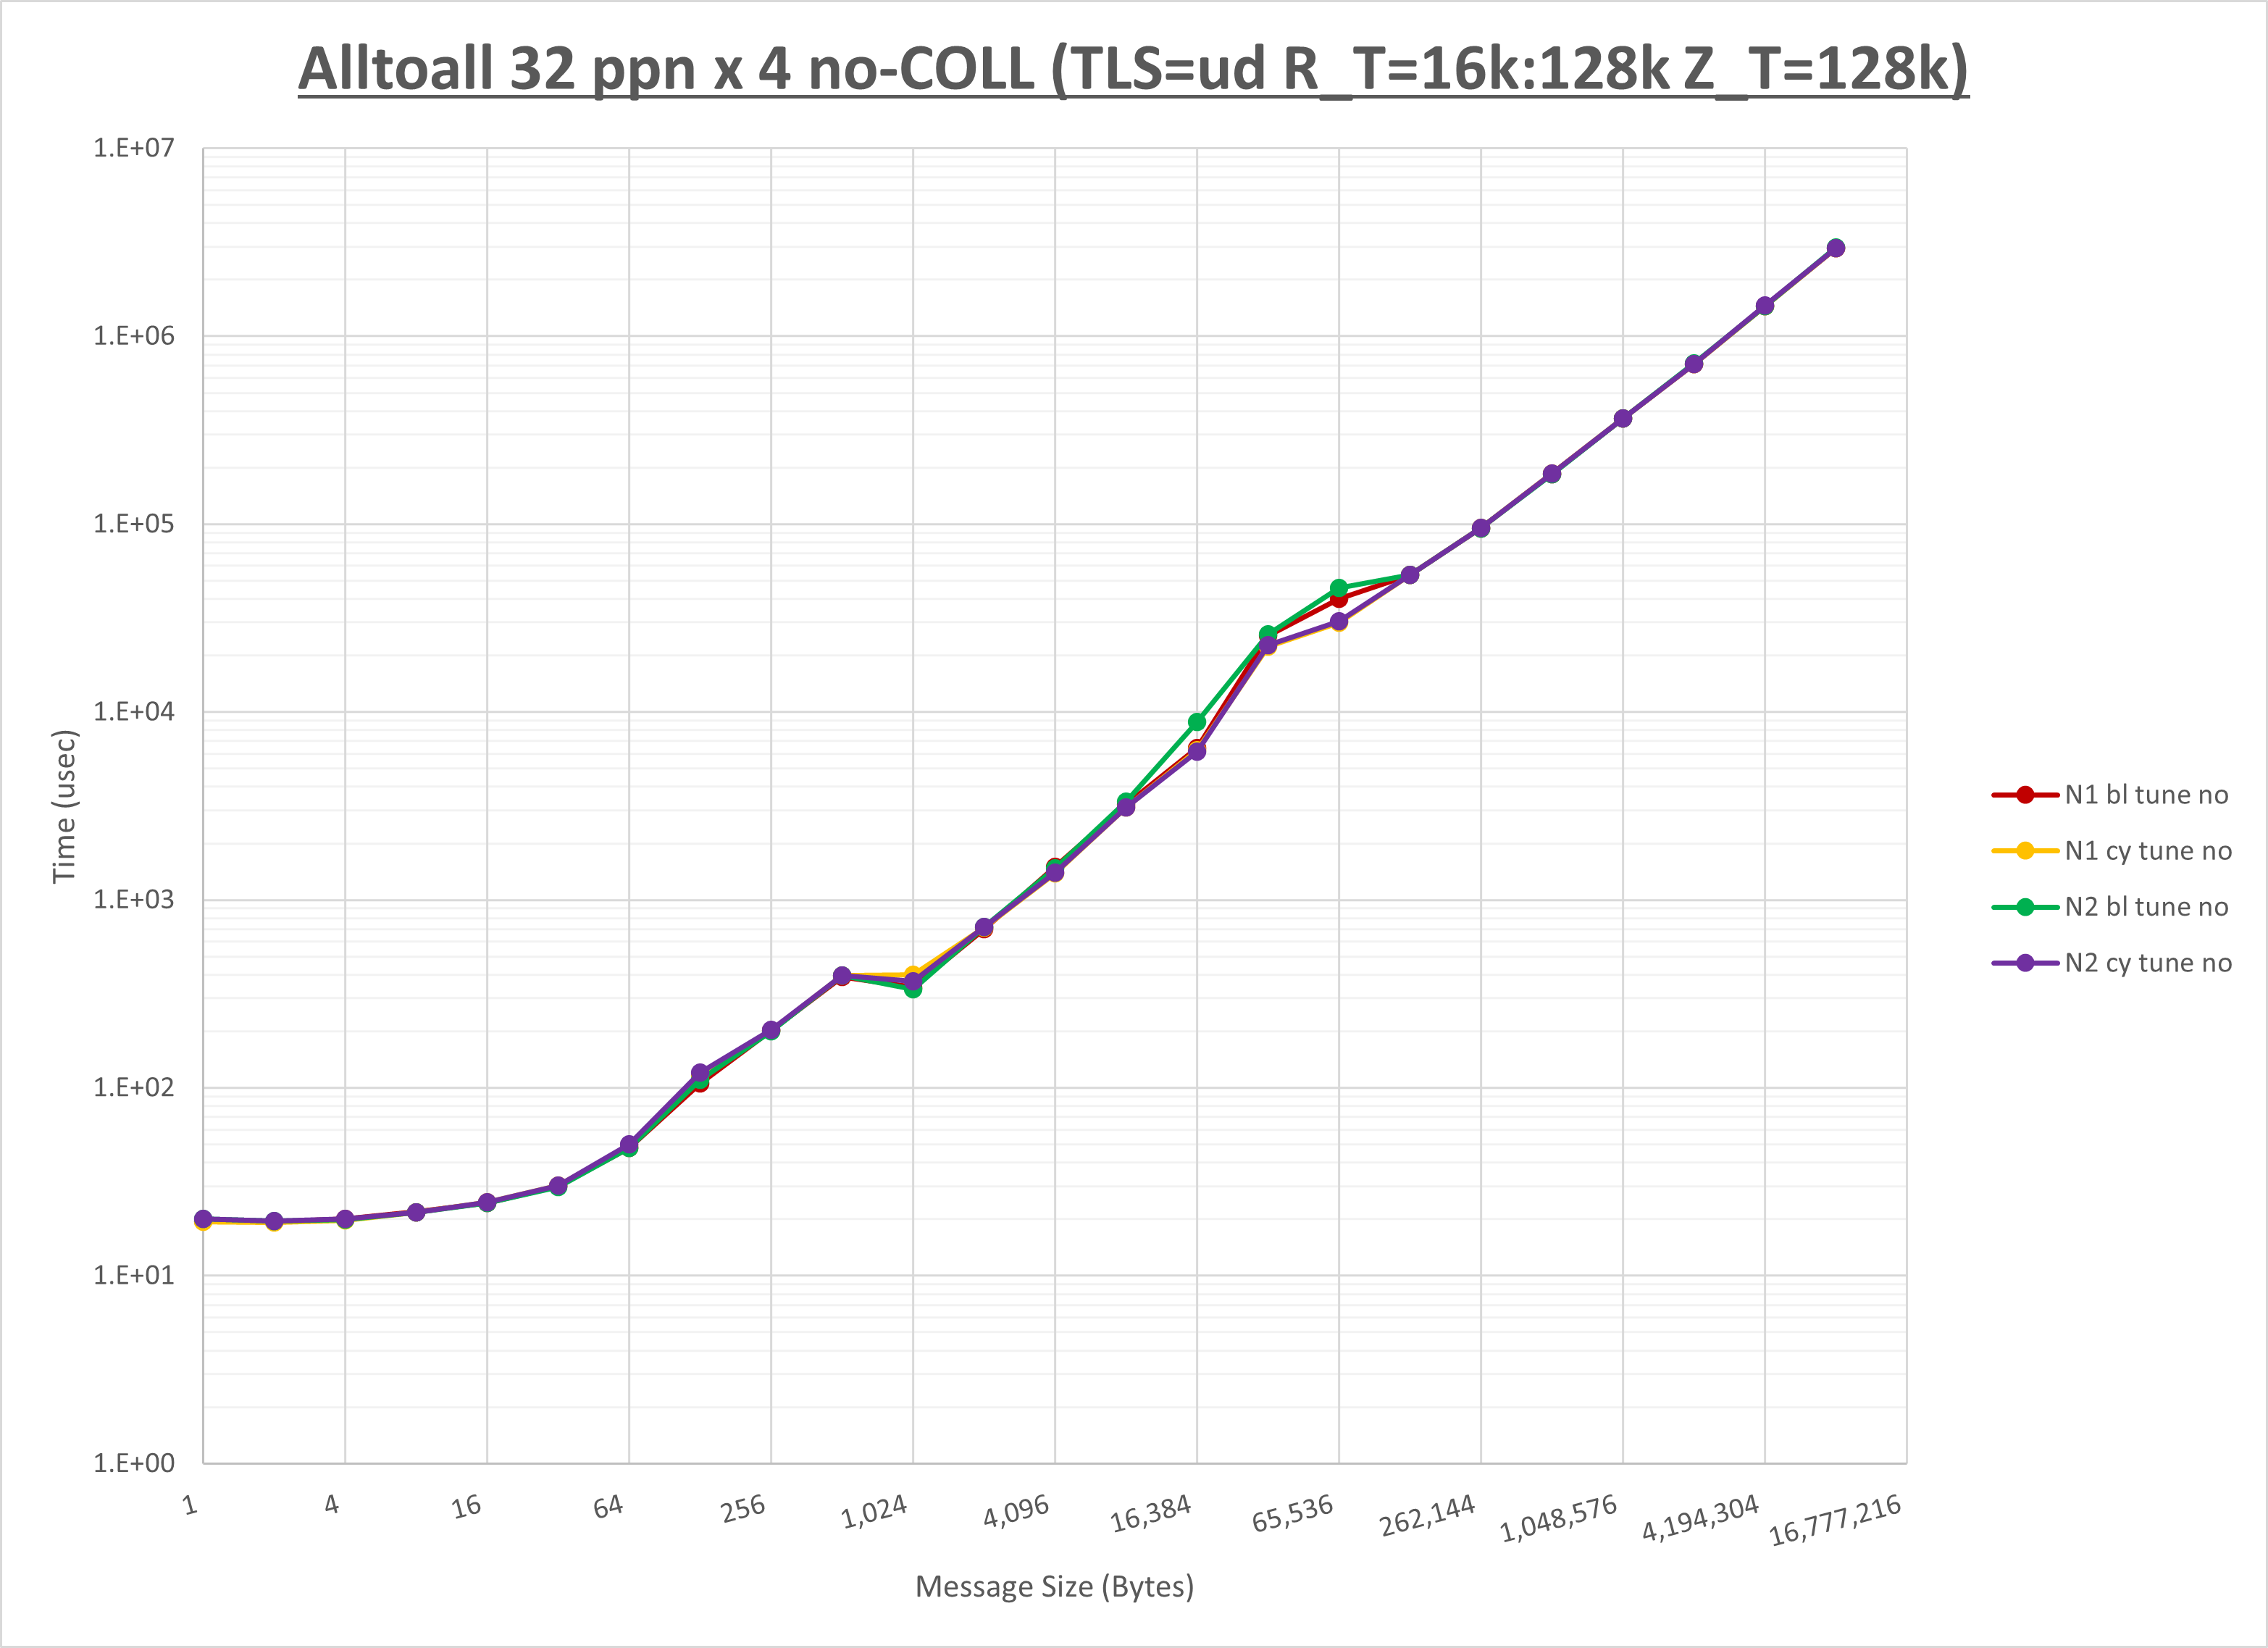 Alltoall 32 ppn x 4 no-COLL (TLS=ud R_T=16k:128k Z_T=128k)
1.E+07
1.E+06
1.E+05
1.E+04
1.E+03
1.E+02
1.E+01
1.E+00
Time (usec)
1
4
16
64
256
1,024
4,096
16,384
65,536
262,144
1,048,576
4,194,304
16,777,216
Message Size (Bytes)
N1 bl tune no
N1 cy tune no
N2 bl tune no
N2 cy tune no